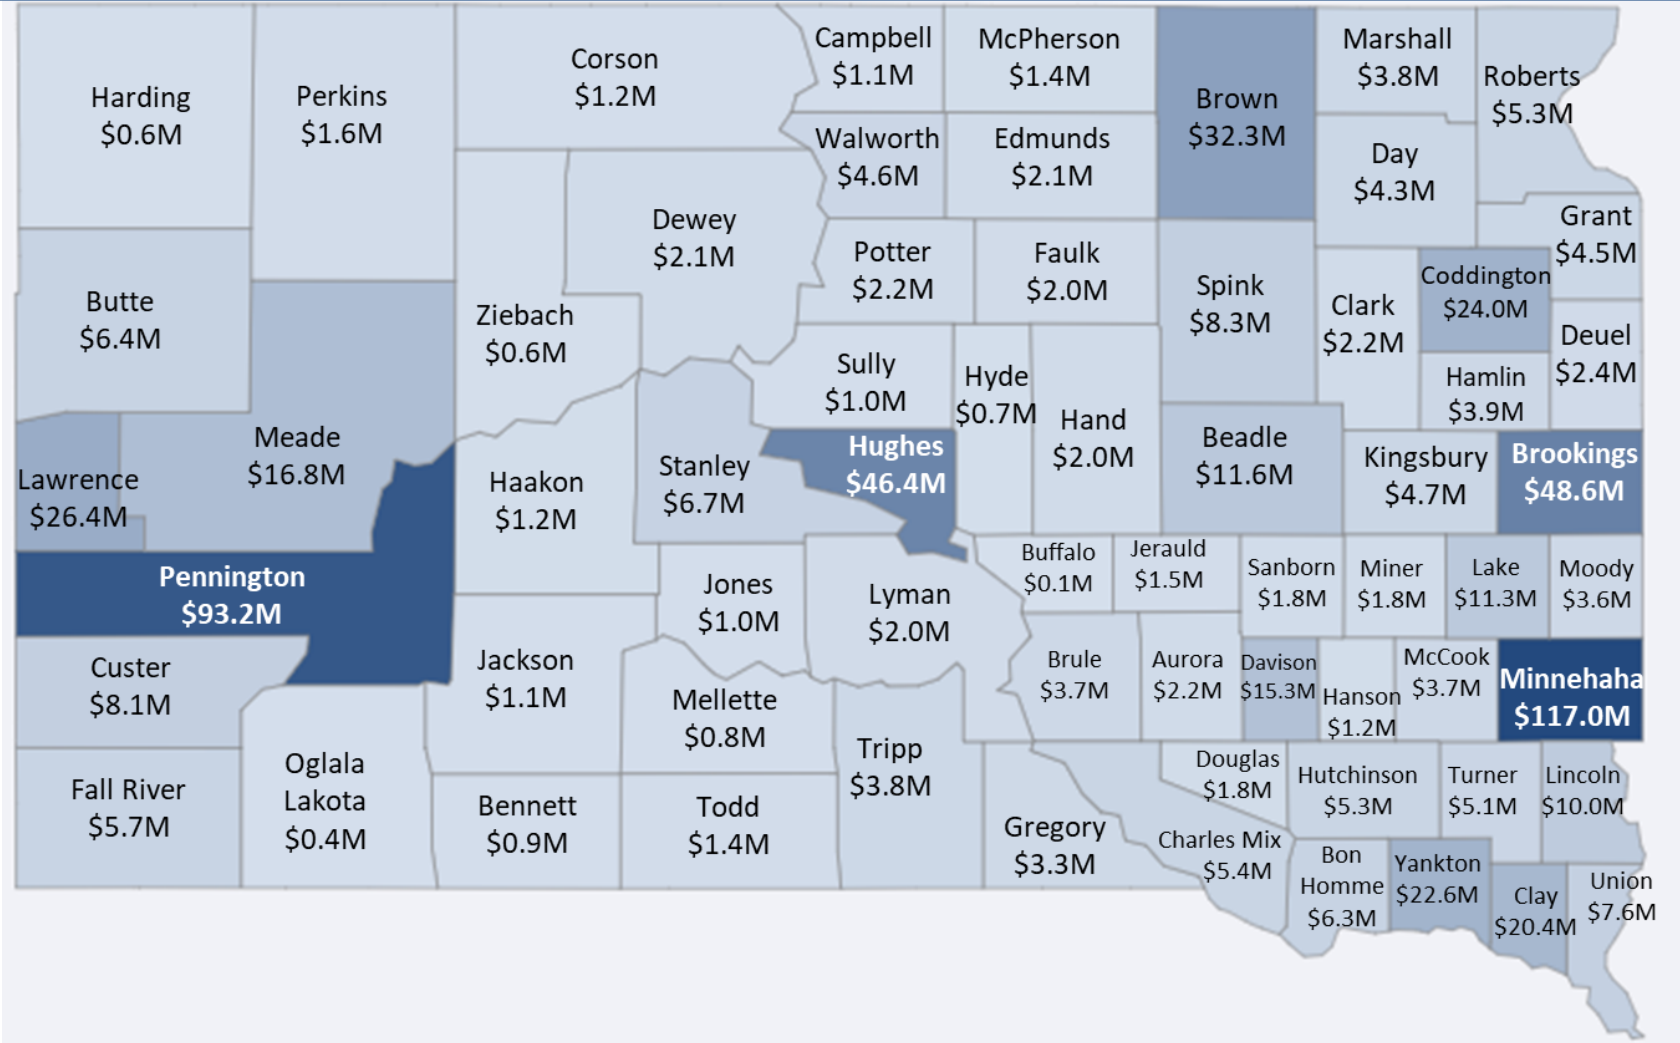 Harding
$0.6M
Perkins
$1.6M
Corson
$1.2M
Campbell
$1.1M
McPherson
$1.4M
Brown
$32.3M
Marshall
$3.8M
Roberts
$5.3M
Walworth
$4.6M
Edmunds
$2.1M
Day
$4.3M
Grant
$4.5M
Butte
$6.4M
Dewey
$2.1M
Ziebach
$0.6M
Potter
$2.2M
Faulk
$2.0M
Spink
$8.3M
Clark
$2.2M
Coddington
$24.0M
Deuel
$2.4M
Hamlin
$3.9M
Sully
$1.0M
Hyde
$0.7M
Hand
$2.0M
Meade
$16.8M
Lawrence
$26.4M
Haakon
$1.2M
Stanley
$6.7M
Hughes
$46.4M
Beadle
$11.6M
Kingsbury
$4.7M
Brookings
$48.6M
Pennington
$93.2M
Jones
$1.0M
Lyman
$2.0M
Buffalo
$0.1M
Jerauld
$1.5M
Sanborn
$1.8M
Miner
$1.8M
Lake
$11.3M
Moody
$3.6M
Custer
$8.1M
Jackson
$1.1M
Mellette
$0.8M
Brule
$3.7M
Aurora
$2.2M
Davison
$15.3M
Hanson
$1.2M
McCook
$3.7M
Minnehaha
$117.0M
Fall River
$5.7M
Oglala
Lakota
$0.4M
Bennett
$0.9M
Todd
$1.4M
Tripp
$3.8M
Gregory
$3.3M
Charles Mix
$5.4M
Douglas
$1.8M
Hutchinson
$5.3M
Turner
$5.1M
Lincoln
$10.0M
Bon
Homme
$6.3M
Yankton
$22.6M
Clay
$20.4M
Union
$7.6M